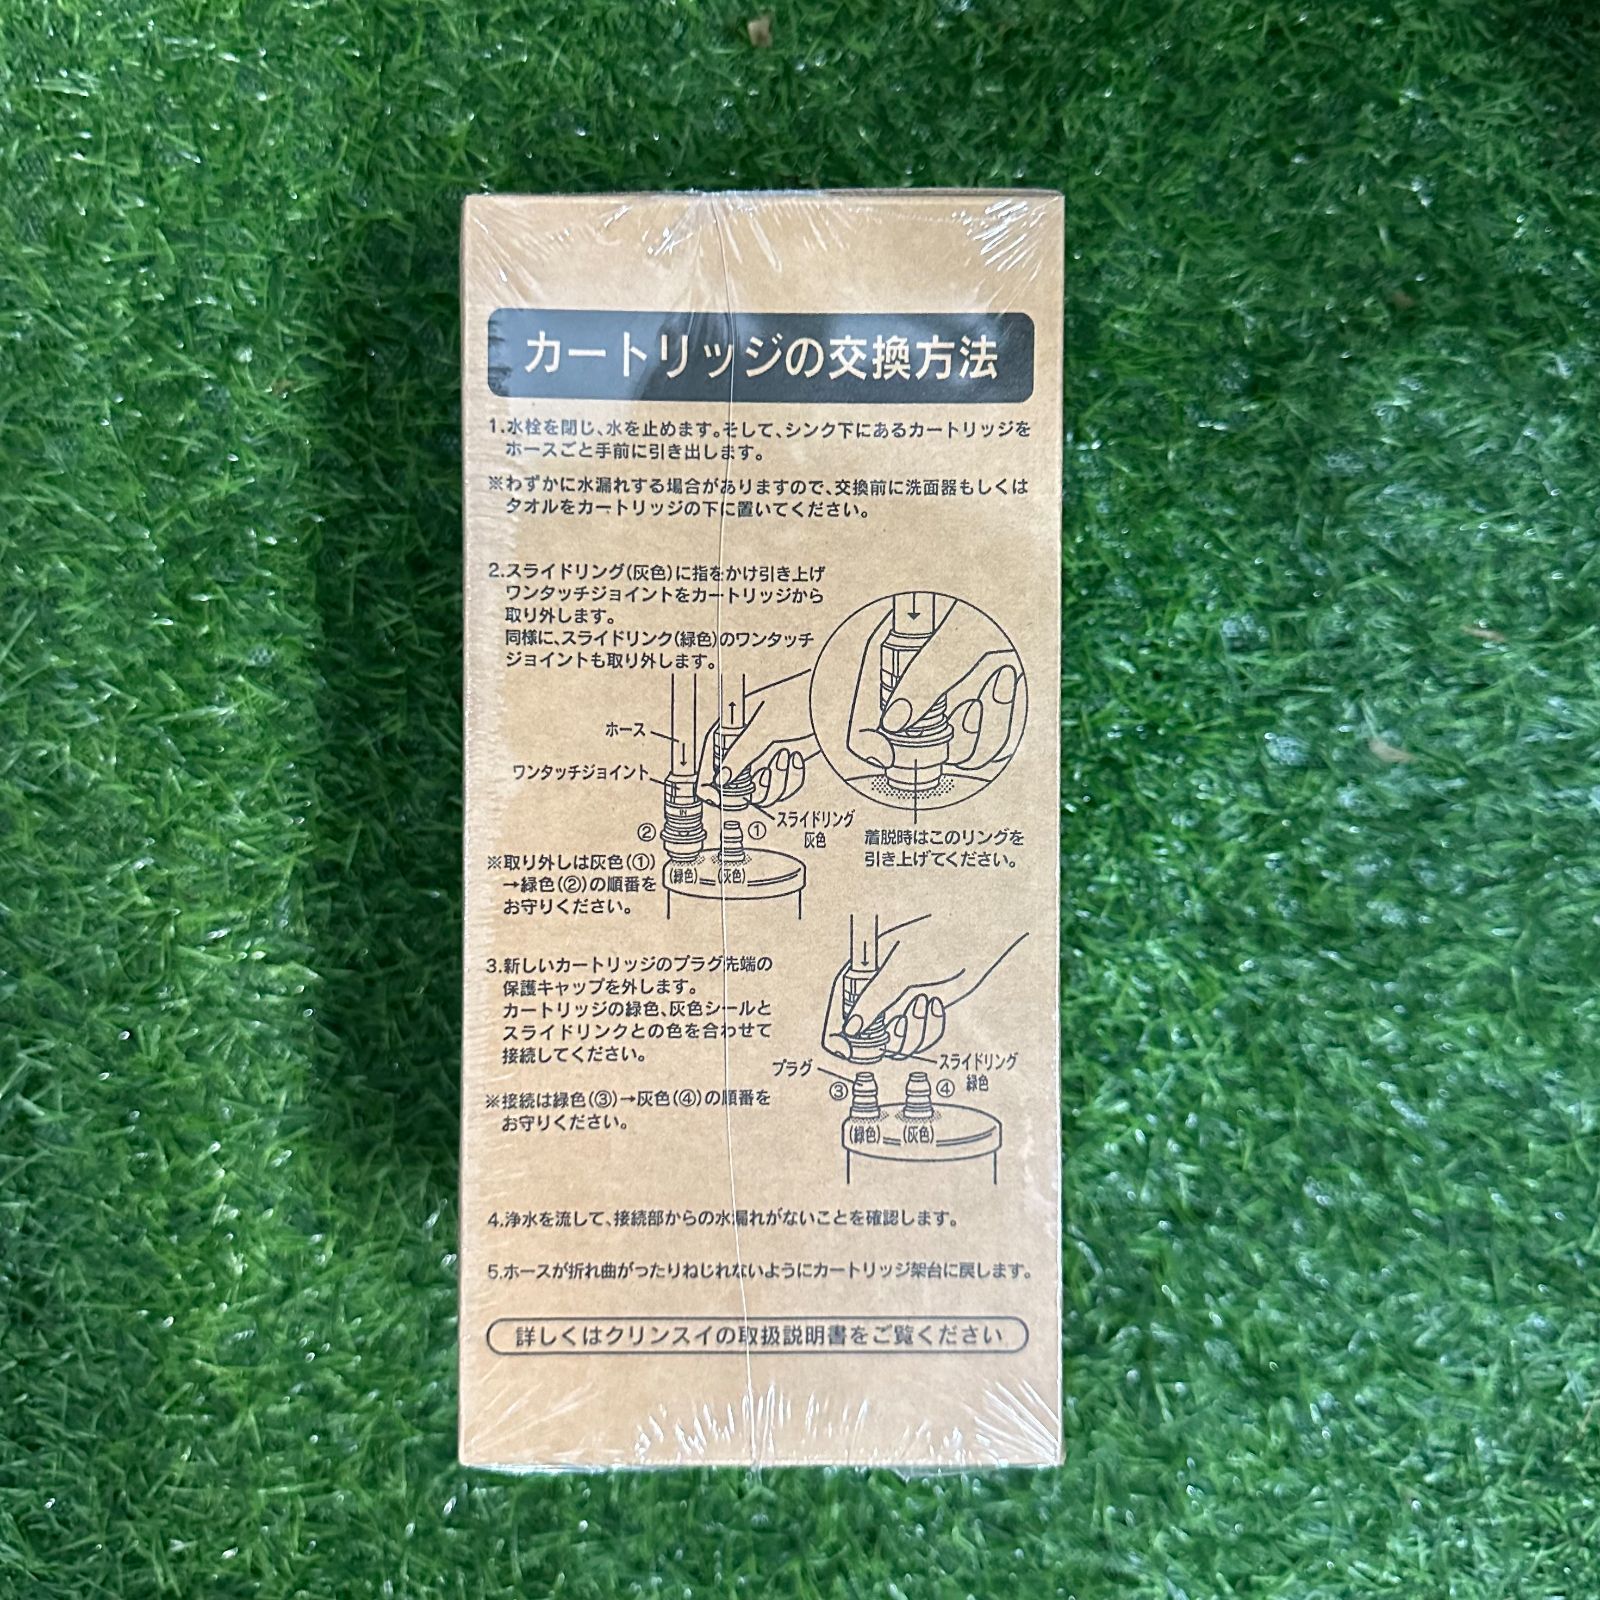 カートリッジの交換方法
1.水栓を閉じ、水を止めます。そして、シンク下にあるカートリッジを
ホースごと手前に引き出します。
※わずかに水漏れする場合がありますので、交換前に洗面器もしくは
タオルをカートリッジの下に置いてください。
2.スライドリング(灰色)に指をかけ引き上げ
ワンタッチジョイントをカートリッジから
取り外します。
同様に、スライドリンク(緑色)のワンタッチ
ジョイントも取り外します。
ホース
ワンタッチジョイント
IN
②
①
スライドリング
灰色
着脱時はこのリングを
引き上げてください。
(緑色)
(灰色)
※取り外しは灰色(①)
→緑色(②)の順番を
お守りください。
3.新しいカートリッジのプラグ先端の
保護キャップを外します。
カートリッジの緑色、灰色シールと
スライドリンクとの色を合わせて
接続してください。
※接続は緑色(③)→灰色(④)の順番を
お守りください。
プラグ
スライドリング
緑色
③
④
(緑色)
(灰色)
4.浄水を流して、接続部からの水漏れがないことを確認します。
5.ホースが折れ曲がったりねじれないようにカートリッジ架台に戻します。
詳しくはクリンスイの取扱説明書をご覧ください